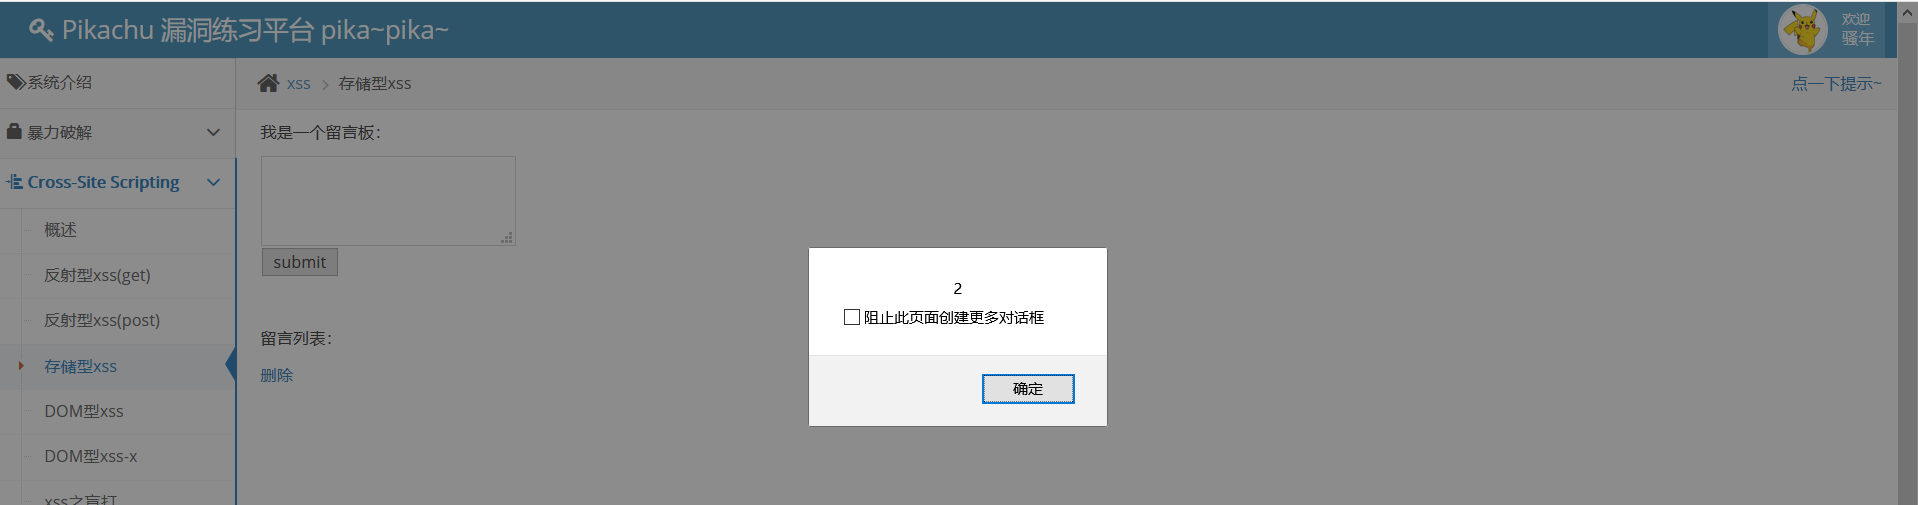 Pikachu 漏洞练习平台 pika~pika~
欢迎
骚年
系统介绍
暴力破解
Cross-Site Scripting
概述
反射型xss(get)
反射型xss(post)
存储型xss
DOM型xss
DOM型xss-x
xss之盲打
xss
存储型xss
点一下提示~
我是一个留言板：
submit
留言列表：
删除
2
阻止此页面创建更多对话框
确定